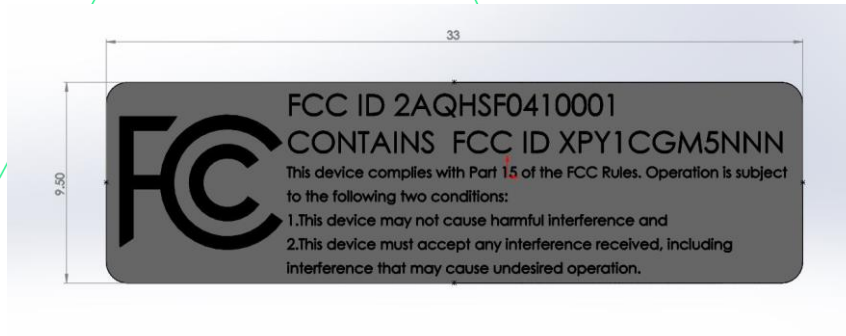 33
9.50
FCC
FCC ID 2AQHSF0410001
CONTAINS FCC ID XPY1CGM5NNN
This device complies with Part 15 of the FCC Rules. Operation is subject
to the following two conditions:
1.This device may not cause harmful interference and
2.This device must accept any interference received, including
interference that may cause undesired operation.